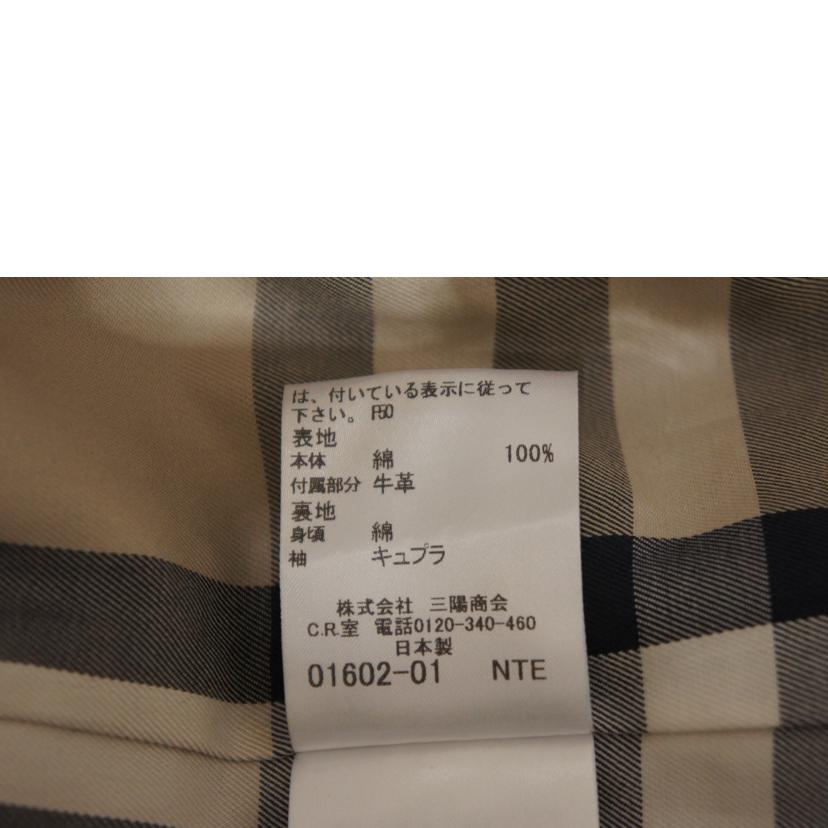 は、付いている表示に従って
下さい。 P50
表地
本体 綿 100%
付属部分 牛革
裏地
身頃 綿
袖 キュプラ
株式会社 三陽商会
C.R.室 電話0120-340-460
日本製
01602-01 NTE